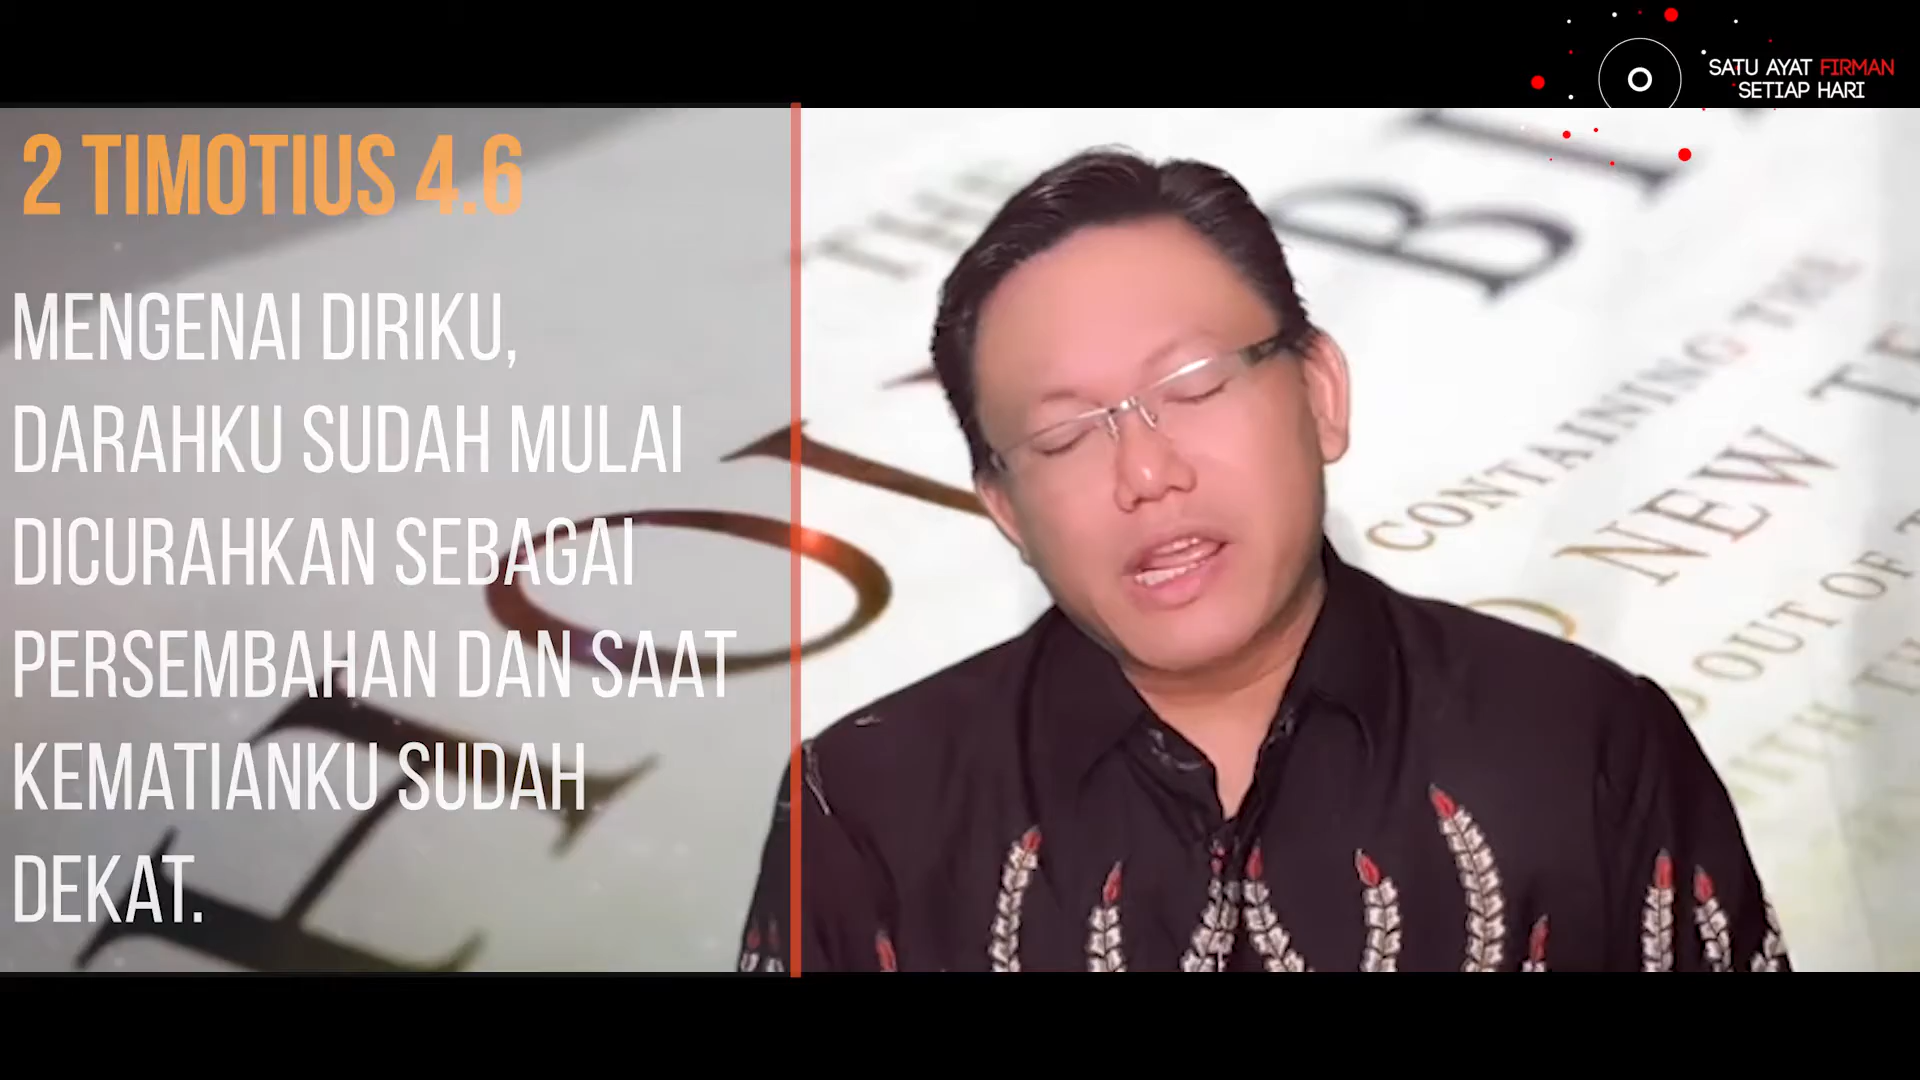 SATU AYAT FIRMAN
SETIAP HARI
2 TIMOTIUS 4.6
MENGENAI DIRIKU,
DARAHKU SUDAH MULAI
DICURAHKAN SEBAGAI
PERSEMBAHAN DAN SAAT
KEMATIANKU SUDAH
DEKAT.
THE
HOLY
BI
CONTAINING THE
NEW TE
OUT OF T